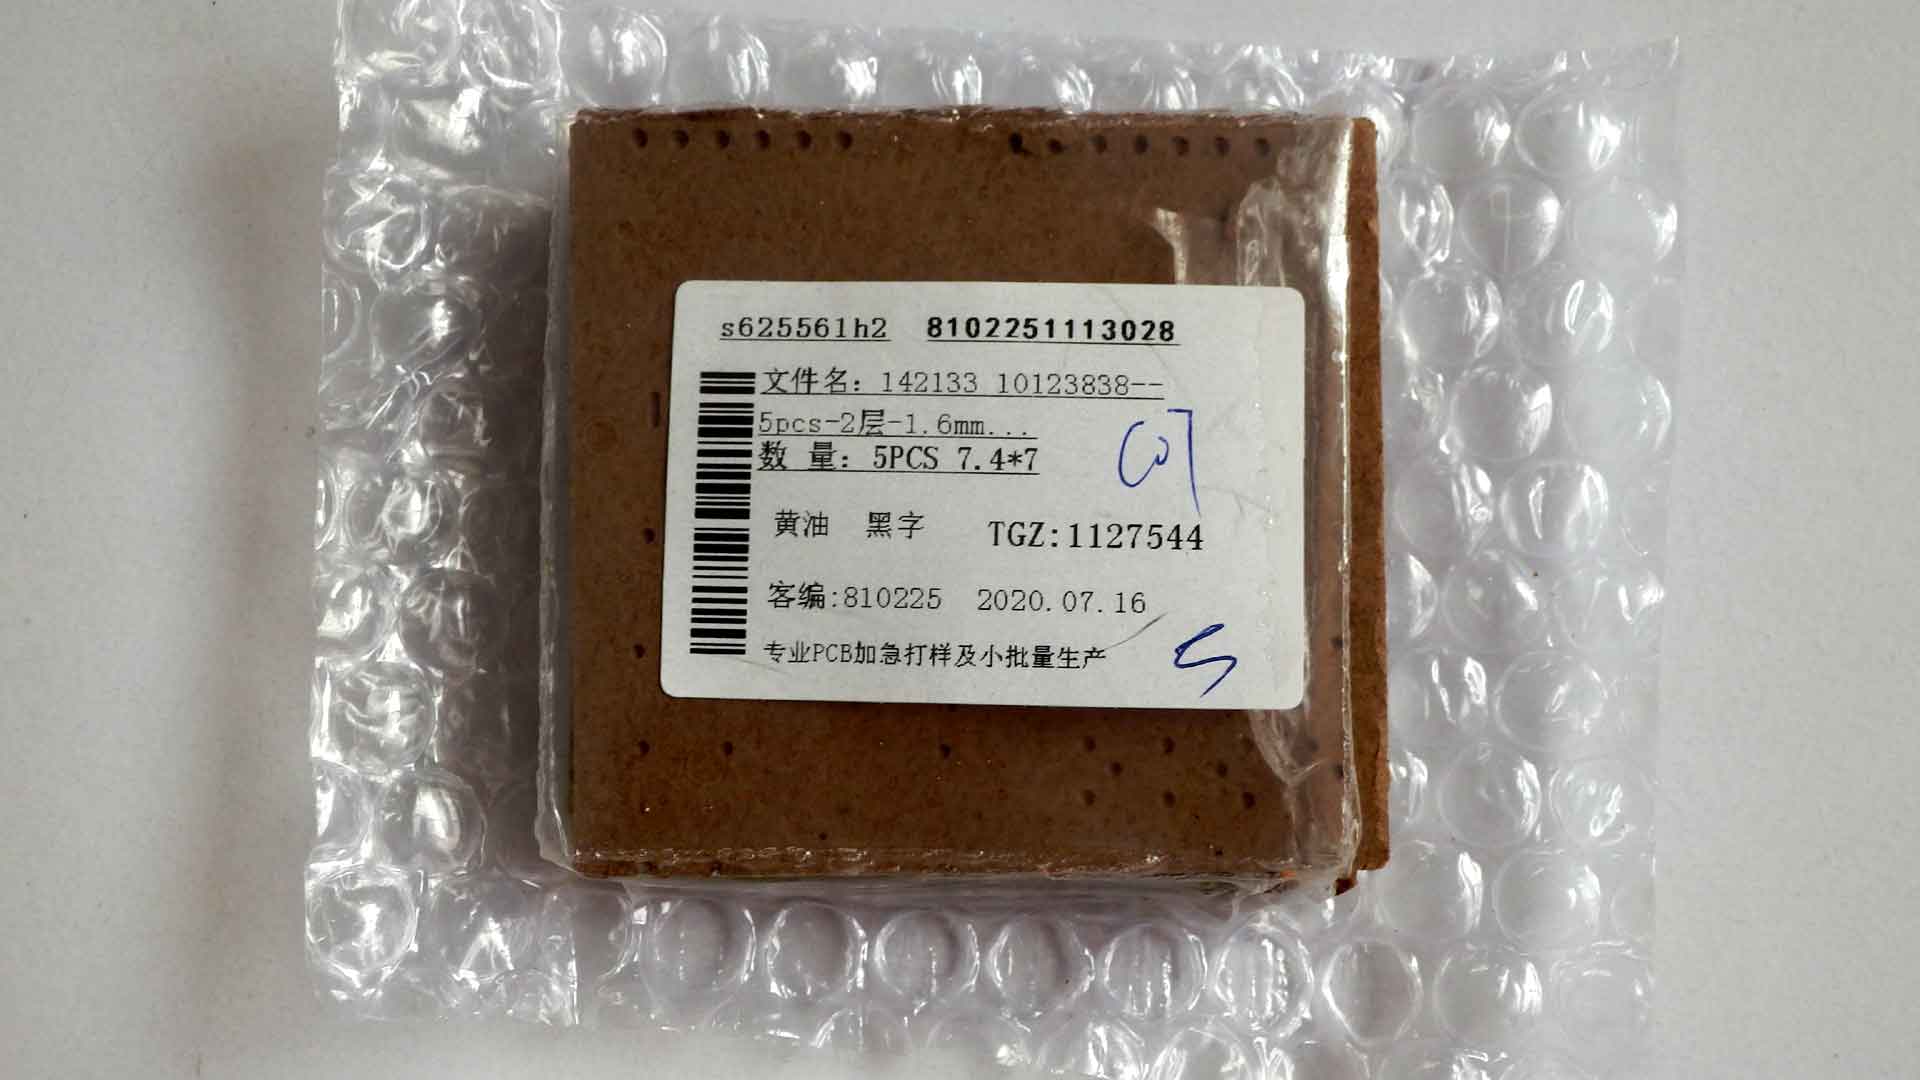 s625561h2 8102251113028
文件名：142133 10123838--
5pcs-2层-1.6mm...
数 量：5PCS 7.4*7
黄油 黑字 TGZ:1127544
客编:810225 2020.07.16
专业PCB加急打样及小批量生产
5